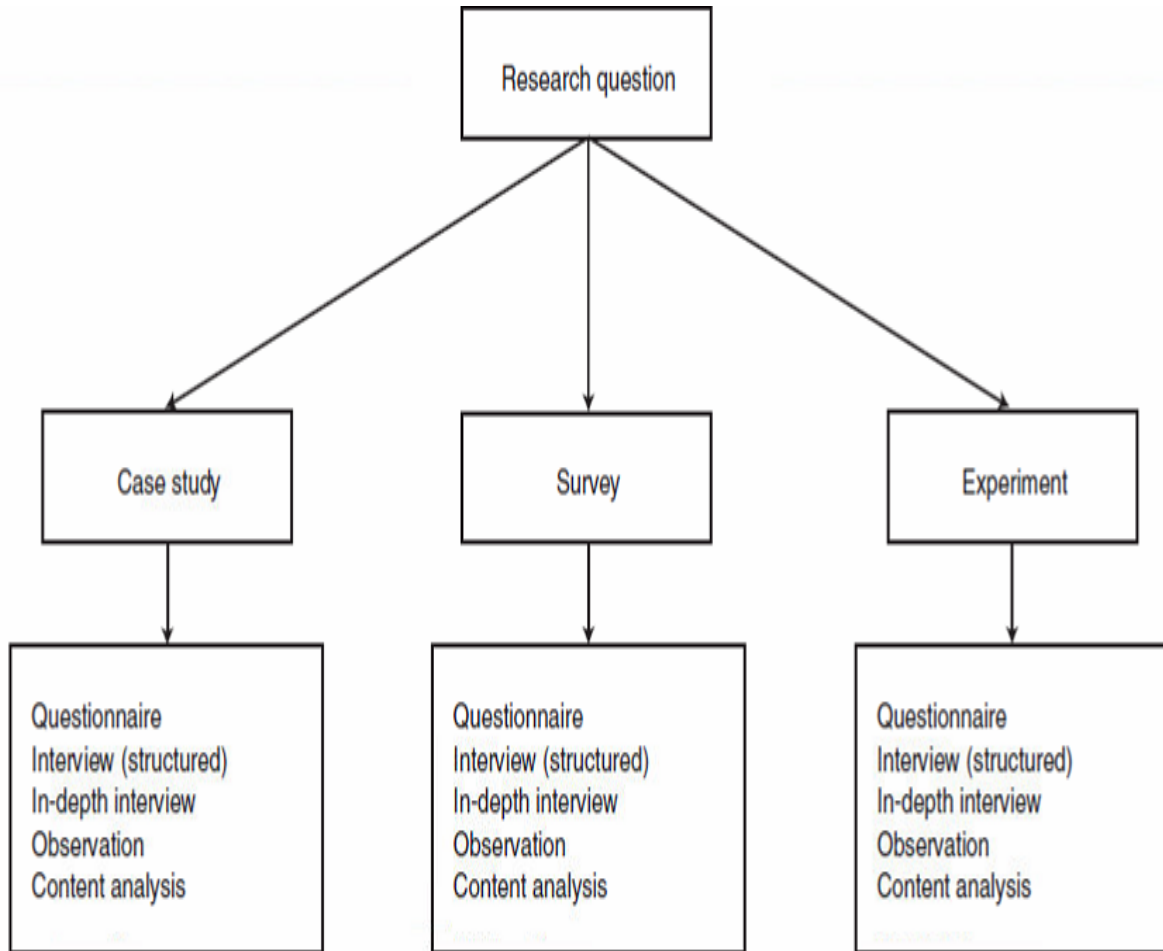 Research question
Case study
Survey
Experiment
Questionnaire
Interview (structured)
In-depth interview
Observation
Content analysis
Questionnaire
Interview (structured)
In-depth interview
Observation
Content analysis
Questionnaire
Interview (structured)
In-depth interview
Observation
Content analysis